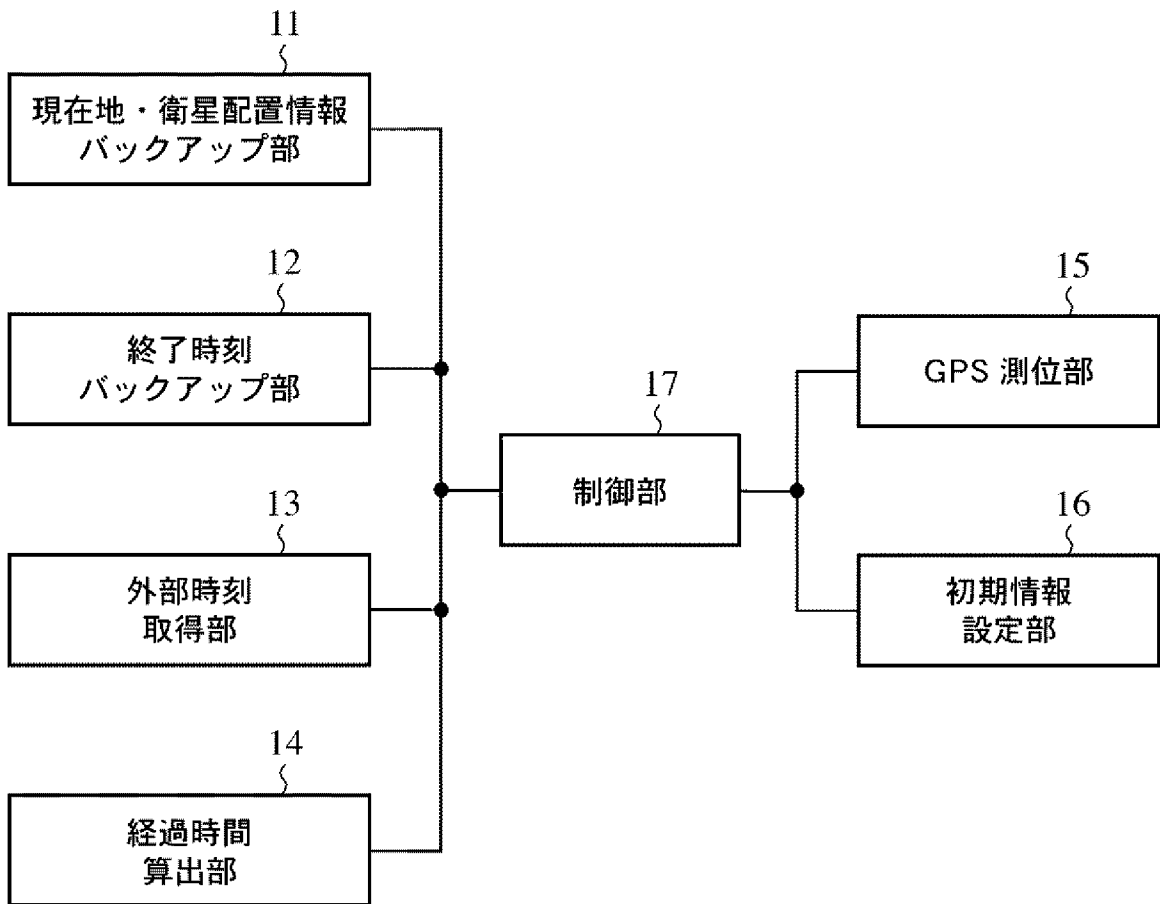 11
現在地・衛星配置情報
バックアップ部
12
終了時刻
バックアップ部
13
外部時刻
取得部
14
経過時間
算出部
17
制御部
15
GPS 測位部
16
初期情報
設定部